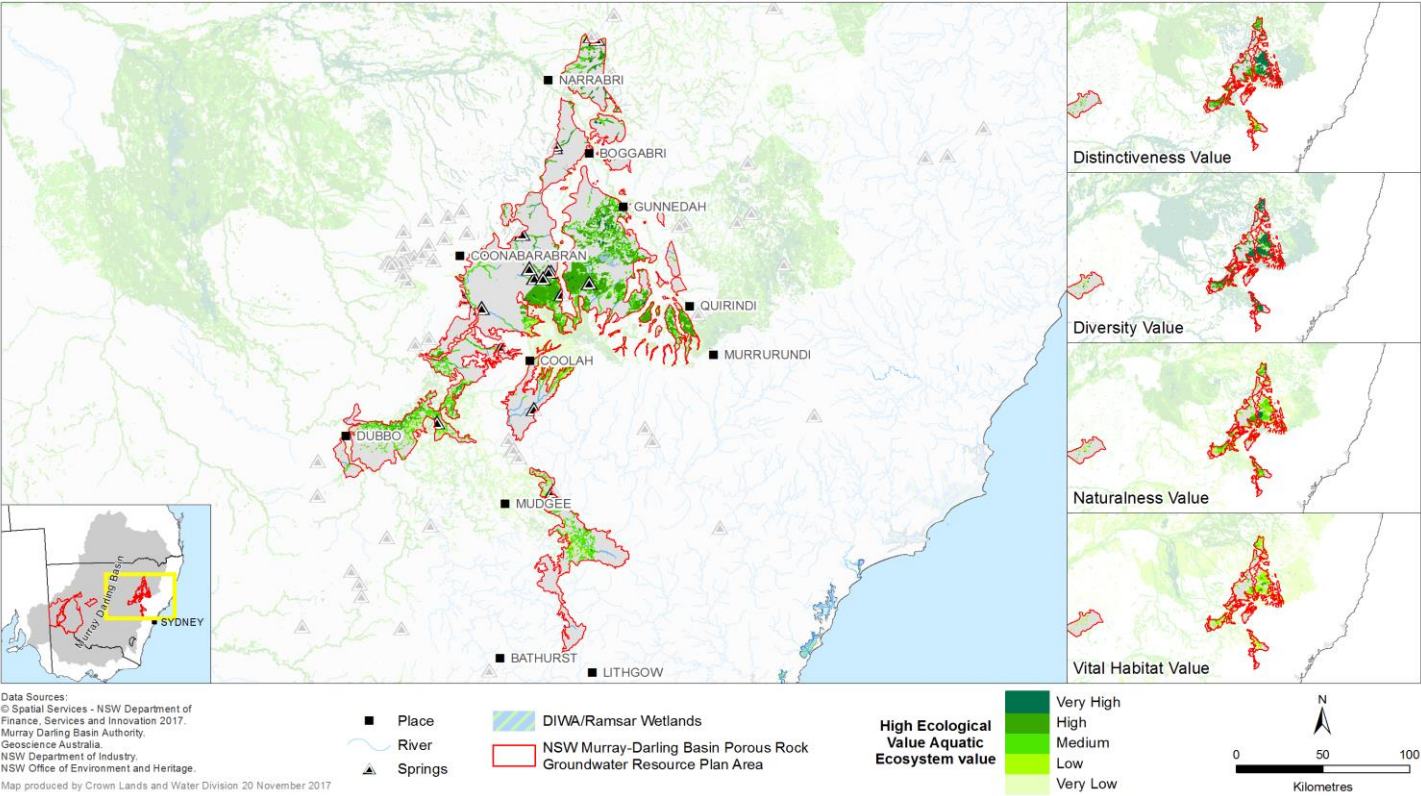 NARRABRI
BOGGABRI
GUNNEDAH
COONABARABRAN
QUIRINDI
MURRURUNDI
COOLAH
DUBBO
MUDGEE
BATHURST
LITHGOW
Murray Darling Basin
SYDNEY
Distinctiveness Value
Diversity Value
Naturalness Value
Vital Habitat Value
Data Sources:
© Spatial Services - NSW Department of
Finance, Services and Innovation 2017.
Murray Darling Basin Authority.
Geoscience Australia.
NSW Department of Industry.
NSW Office of Environment and Heritage.
Map produced by Crown Lands and Water Division 20 November 2017
Place
River
Springs
DIWA/Ramsar Wetlands
NSW Murray-Darling Basin Porous Rock
Groundwater Resource Plan Area
High Ecological
Value Aquatic
Ecosystem value
Very High
High
Medium
Low
Very Low
N
0 50 100
Kilometres